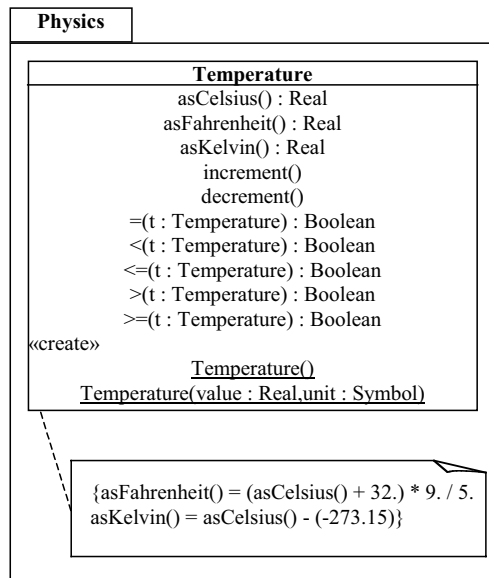 Physics
Temperature
asCelsius() : Real
asFahrenheit() : Real
asKelvin() : Real
increment()
decrement()
=(t : Temperature) : Boolean
<(t : Temperature) : Boolean
<=(t : Temperature) : Boolean
>(t : Temperature) : Boolean
>=(t : Temperature) : Boolean
«create»
Temperature()
Temperature(value : Real,unit : Symbol)
{asFahrenheit() = (asCelsius() + 32.) * 9. / 5.
asKelvin() = asCelsius() - (-273.15)}